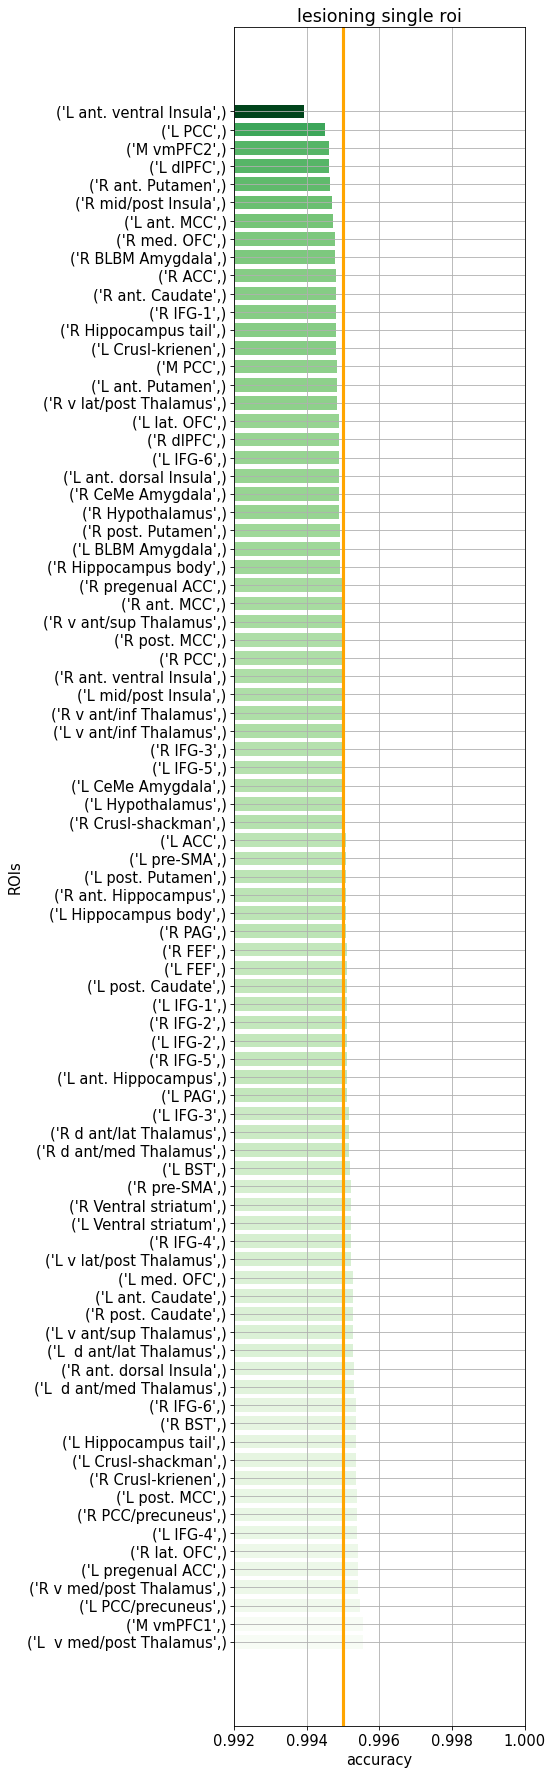 lesioning single roi
('L ant. ventral Insula',)
('L PCC',)
('M vmPFC2',)
('L dlPFC',)
('R ant. Putamen',)
('R mid/post Insula',)
('L ant. MCC',)
('R med. OFC',)
('R BLBM Amygdala',)
('R ACC',)
('R ant. Caudate',)
('R IFG-1',)
('R Hippocampus tail',)
('L CrusI-krienen',)
('M PCC',)
('L ant. Putamen',)
('R v lat/post Thalamus',)
('L lat. OFC',)
('R dlPFC',)
('L IFG-6',)
('L ant. dorsal Insula',)
('R CeMe Amygdala',)
('R Hypothalamus',)
('R post. Putamen',)
('L BLBM Amygdala',)
('R Hippocampus body',)
('R pregenual ACC',)
('R ant. MCC',)
('R v ant/sup Thalamus',)
('R post. MCC',)
('R PCC',)
('R ant. ventral Insula',)
('L mid/post Insula',)
('R v ant/inf Thalamus',)
('L v ant/inf Thalamus',)
('R IFG-3',)
('L IFG-5',)
('L CeMe Amygdala',)
('L Hypothalamus',)
('R CrusI-shackman',)
('L ACC',)
('L pre-SMA',)
('L post. Putamen',)
('R ant. Hippocampus',)
('L Hippocampus body',)
('R PAG',)
('R FEF',)
('L FEF',)
('L post. Caudate',)
('L IFG-1',)
('R IFG-2',)
('L IFG-2',)
('R IFG-5',)
('L ant. Hippocampus',)
('L PAG',)
('L IFG-3',)
('R d ant/lat Thalamus',)
('R d ant/med Thalamus',)
('L BST',)
('R pre-SMA',)
('R Ventral striatum',)
('L Ventral striatum',)
('R IFG-4',)
('L v lat/post Thalamus',)
('L med. OFC',)
('L ant. Caudate',)
('R post. Caudate',)
('L v ant/sup Thalamus',)
('L  d ant/lat Thalamus',)
('R ant. dorsal Insula',)
('L  d ant/med Thalamus',)
('R IFG-6',)
('R BST',)
('L Hippocampus tail',)
('L CrusI-shackman',)
('R CrusI-krienen',)
('L post. MCC',)
('R PCC/precuneus',)
('L IFG-4',)
('R lat. OFC',)
('L pregenual ACC',)
('R v med/post Thalamus',)
('L PCC/precuneus',)
('M vmPFC1',)
('L  v med/post Thalamus',)
ROIs
0.992 0.994 0.996 0.998 1.000
accuracy